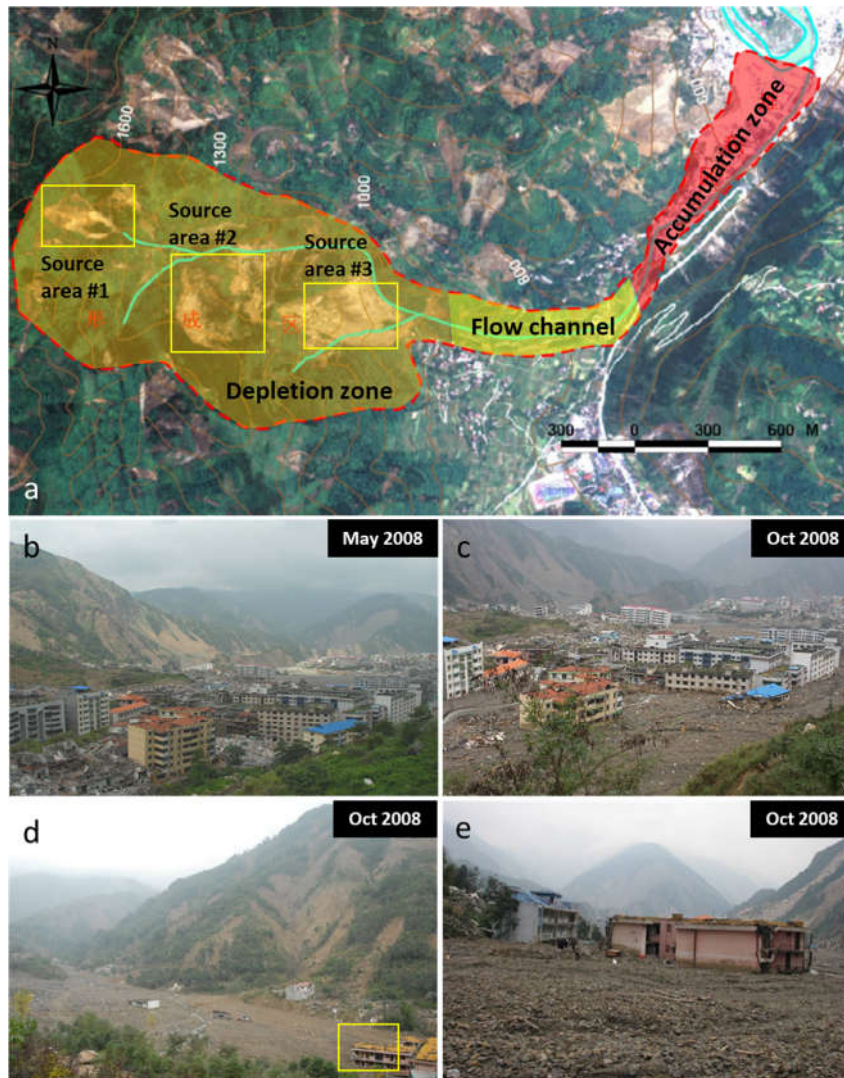 N
1600
1300
1000
800
Source
area #1
Source
area #2
Source
area #3
成
Depletion zone
Flow channel
Accumulation zone
300 0 300 600 M
a
b
May 2008
c
Oct 2008
d
Oct 2008
e
Oct 2008